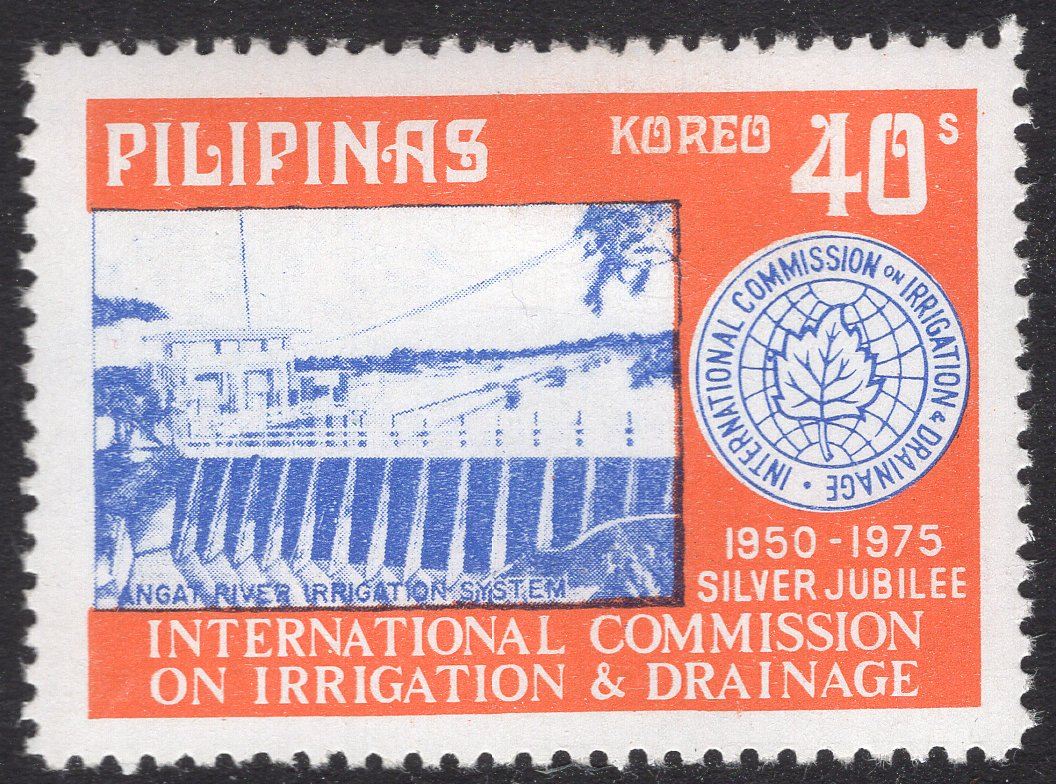 PILIPINAS KOREO 40s
INTERNATIONAL COMMISSION ON IRRIGATION & DRAINAGE •
1950 - 1975
SILVER JUBILEE
ANGAT RIVER IRRIGATION SYSTEM
INTERNATIONAL COMMISSION
ON IRRIGATION & DRAINAGE